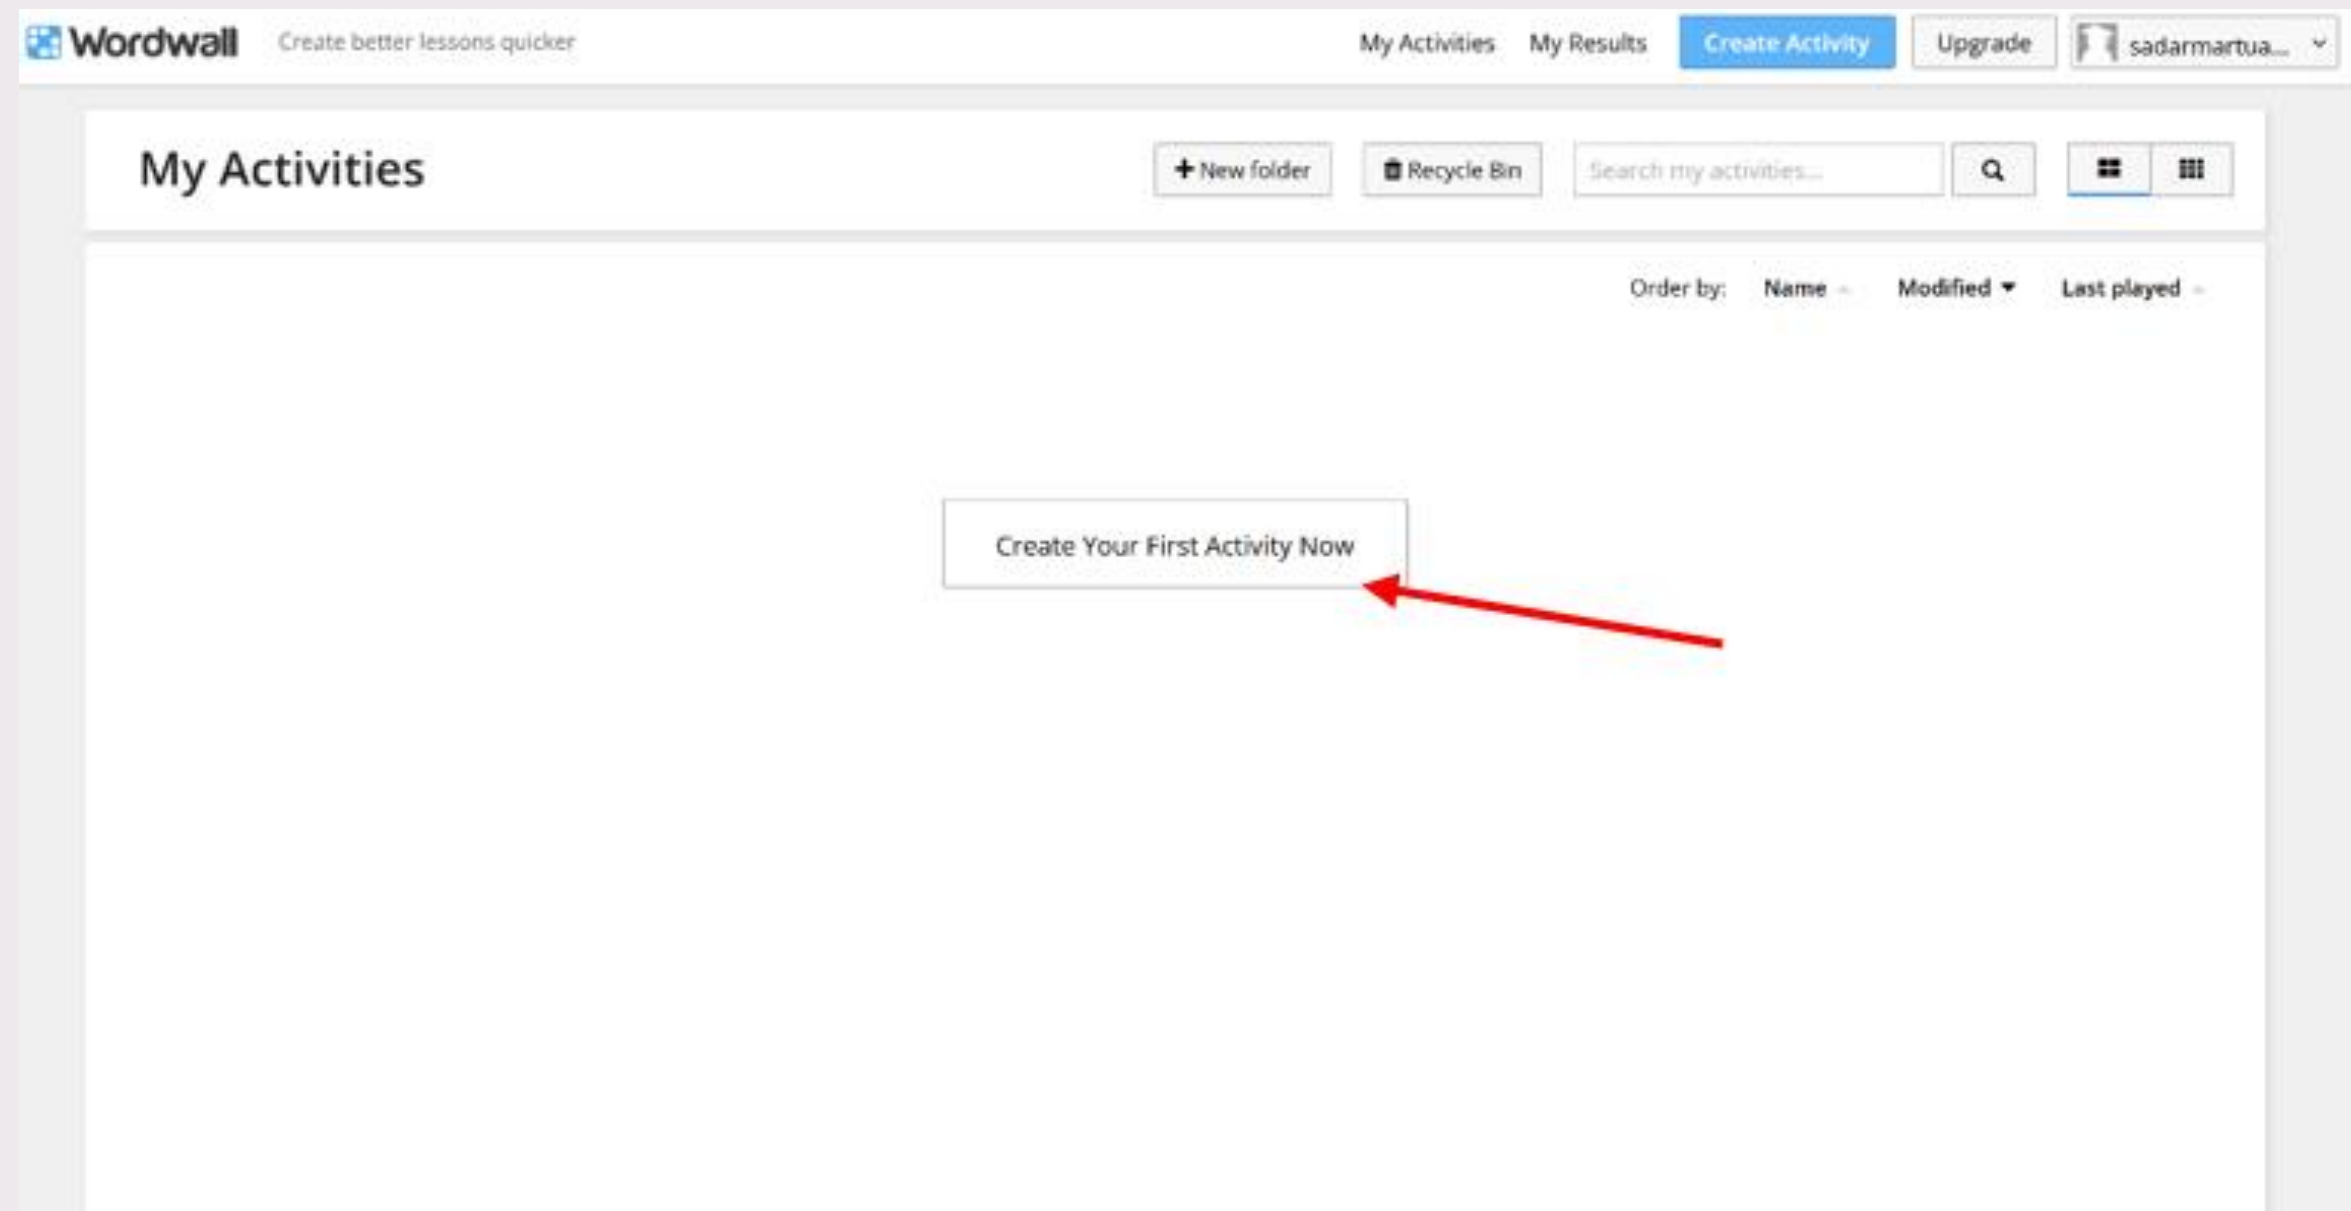 Wordwall Create better lessons quicker My Activities My Results Create Activity Upgrade sadarmartua...
My Activities + New folder Recycle Bin Search my activities...
Order by: Name Modified Last played
Create Your First Activity Now